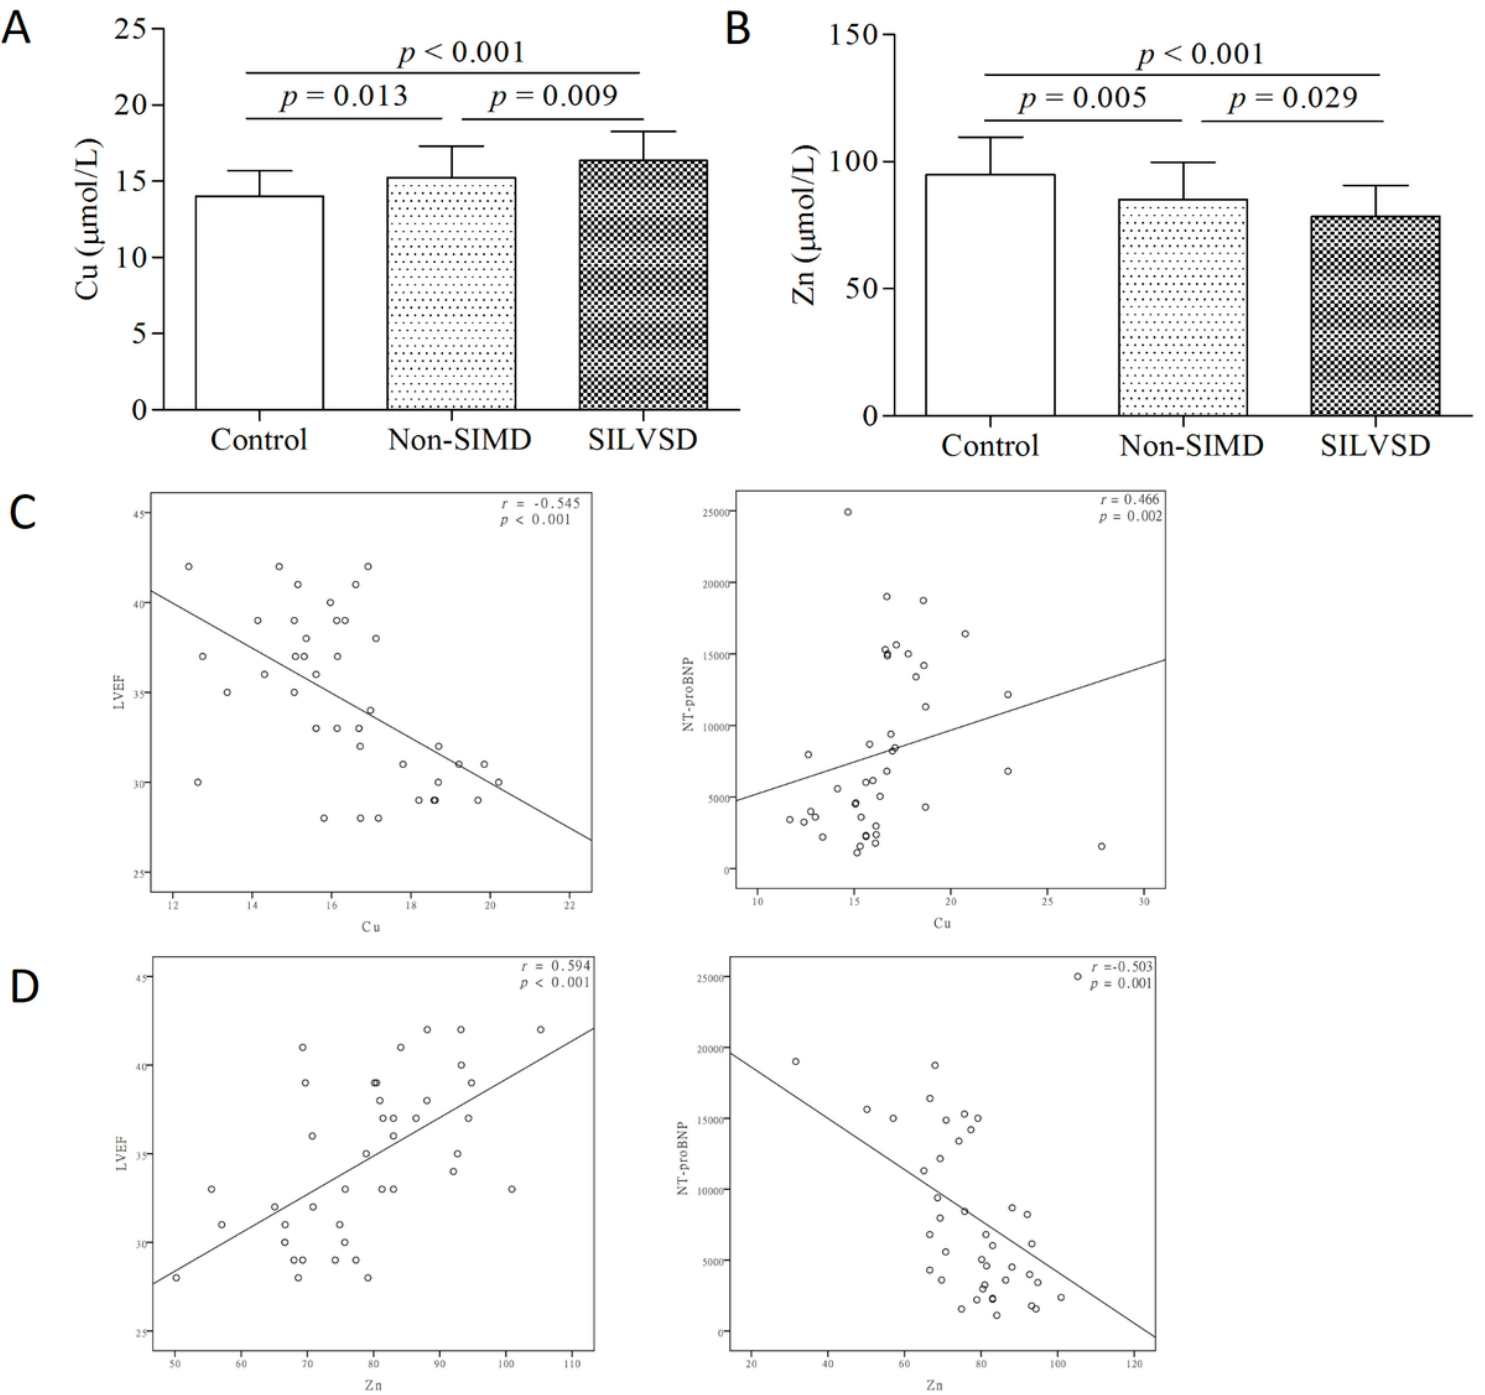 A
25
20
15
10
5
0
Cu (μmol/L)
p < 0.001
p = 0.013
p = 0.009
Control
Non-SIMD
SILVSD
B
150
100
50
0
Zn (μmol/L)
p < 0.001
p = 0.005
p = 0.029
Control
Non-SIMD
SILVSD
C
r = -0.545
p < 0.001
45
40
35
30
25
LVEF
12 14 16 18 20 22
Cu
r = 0.466
p = 0.002
25000
20000
15000
10000
5000
0
NT-proBNP
10 15 20 25 30
Cu
D
r = 0.594
p < 0.001
45
40
35
30
25
LVEF
50 60 70 80 90 100 110
Zn
r =-0.503
p = 0.001
25000
20000
15000
10000
5000
0
NT-proBNP
20 40 60 80 100 120
Zn